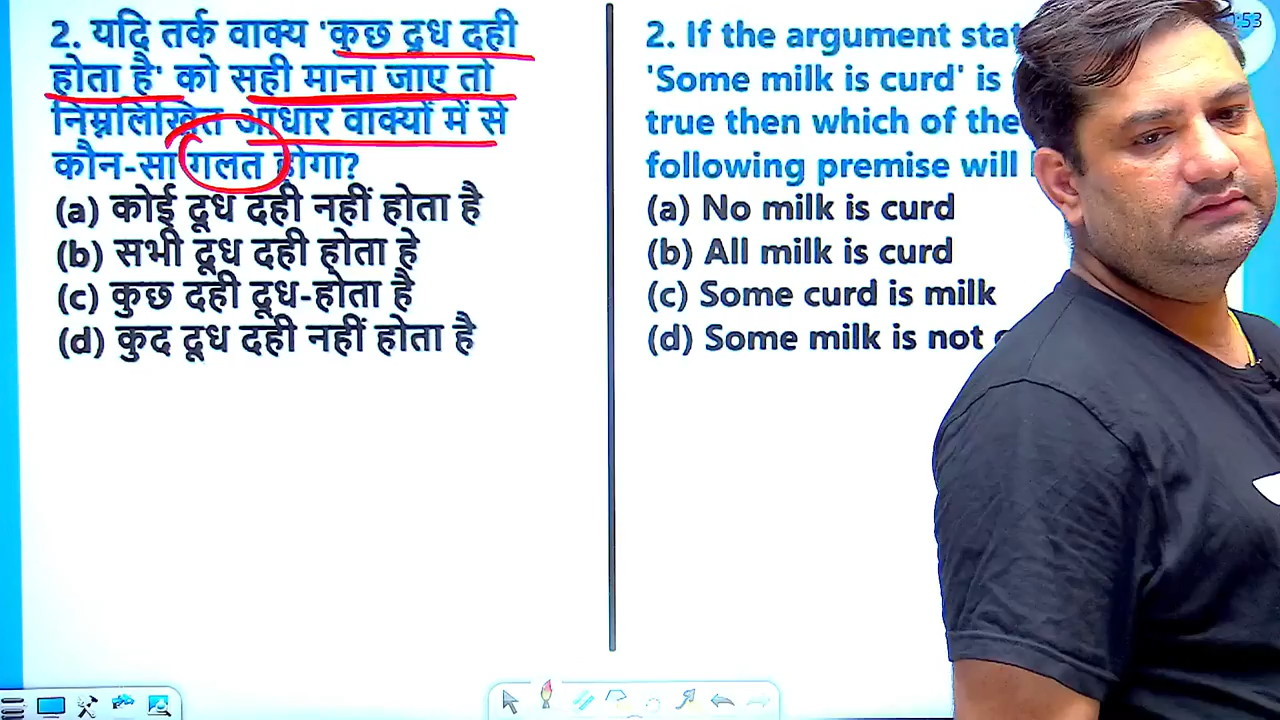 2. यदि तर्क वाक्य 'कुछ दूध दही
होता है' को सही माना जाए तो
निम्नलिखित आधार वाक्यों में से
कौन-सा गलत होगा?
(a) कोई दूध दही नहीं होता है
(b) सभी दूध दही होता हे
(c) कुछ दही दूध-होता है
(d) कुद दूध दही नहीं होता है
2. If the argument
'Some milk is curd' is
true then which of the
following premise will
(a) No milk is curd
(b) All milk is curd
(c) Some curd is milk
(d) Some milk is not
:53